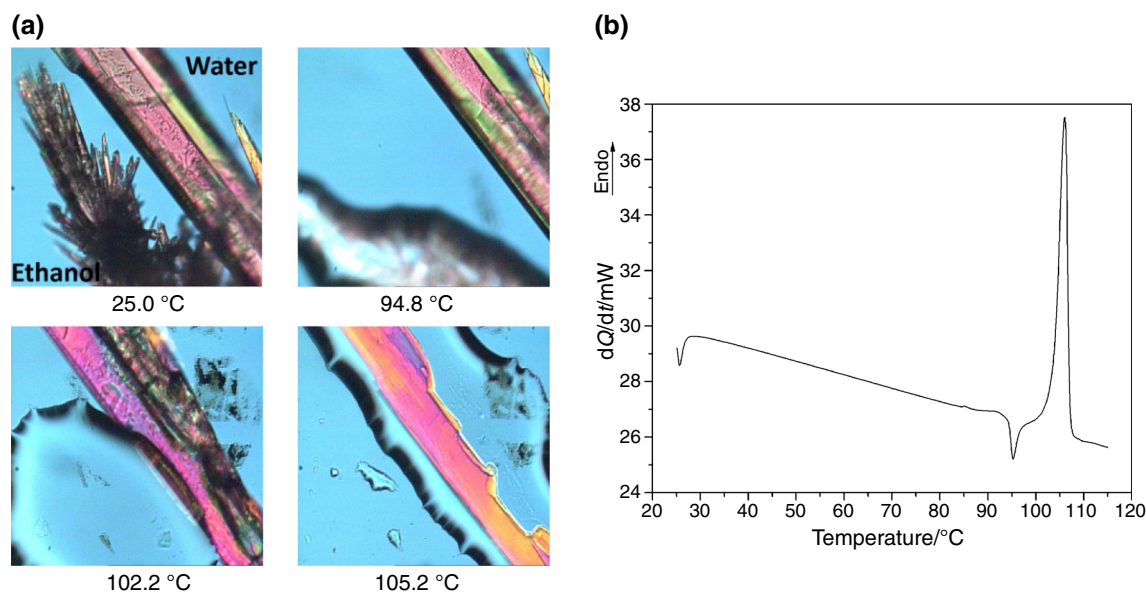 (a)
Water
Ethanol
25.0 °C
94.8 °C
102.2 °C
105.2 °C
(b)
38
36
34
32
30
28
26
24
dQ/dt/mW
Endo
20 30 40 50 60 70 80 90 100 110 120
Temperature/°C